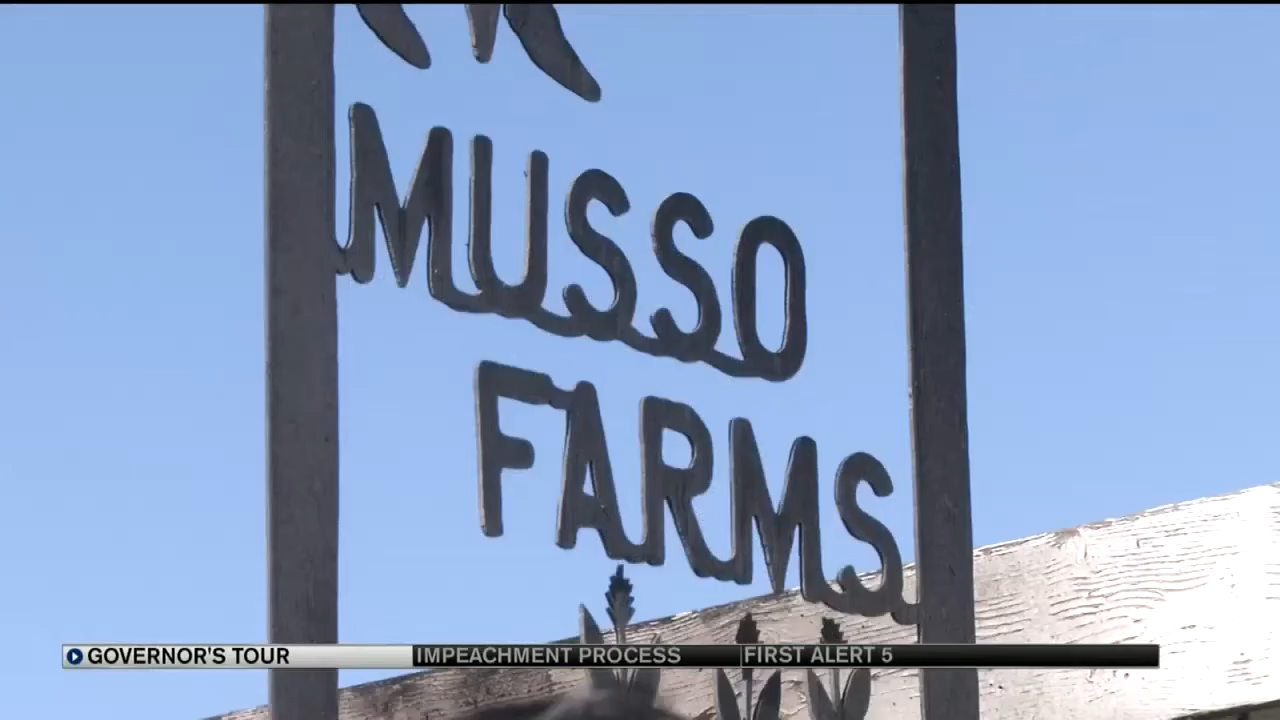 MUSSO
FARMS
GOVERNOR'S TOUR
IMPEACHMENT PROCESS
FIRST ALERT 5